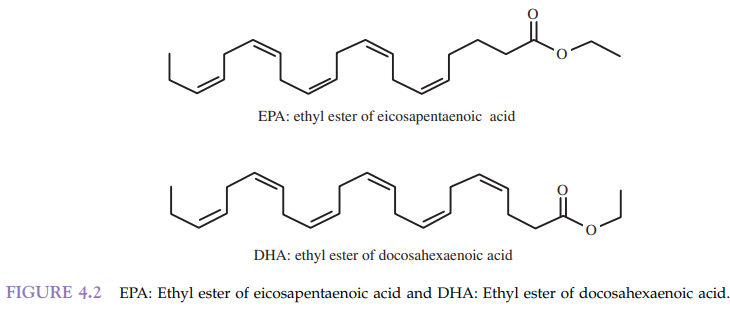 O
O
EPA: ethyl ester of eicosapentaenoic acid
O
O
DHA: ethyl ester of docosahexaenoic acid
FIGURE 4.2 EPA: Ethyl ester of eicosapentaenoic acid and DHA: Ethyl ester of docosahexaenoic acid.